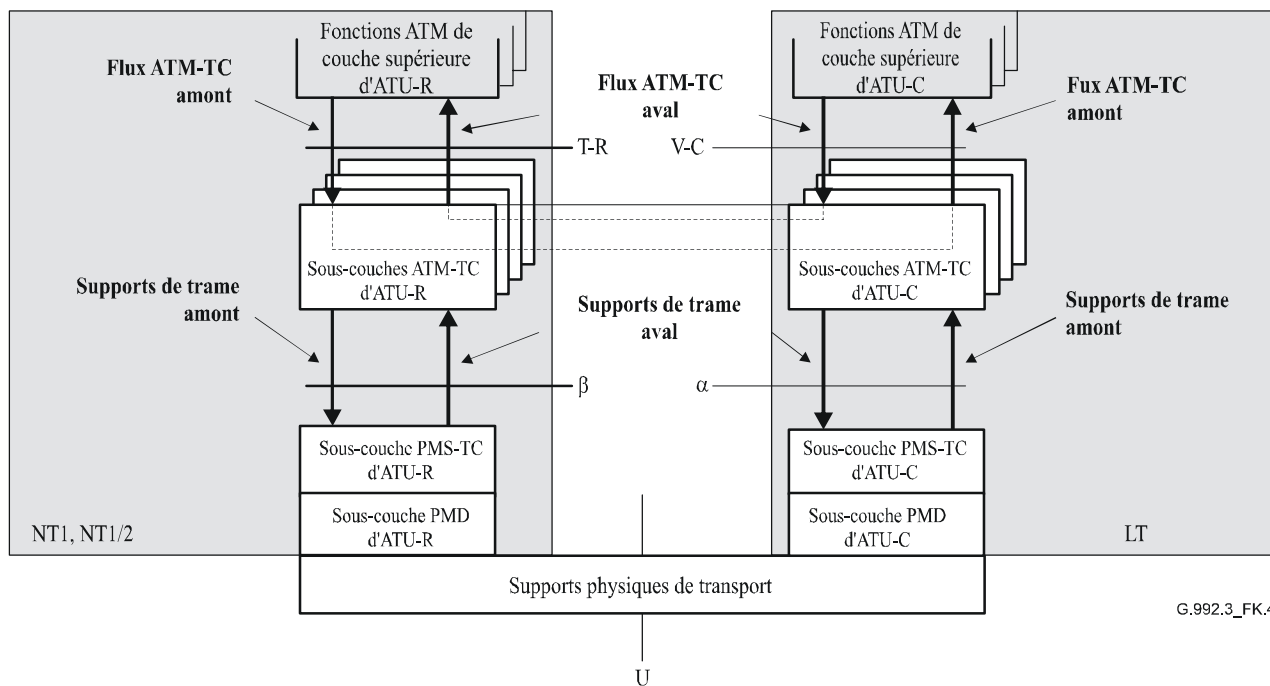 Fonctions ATM de
couche supérieure
d'ATU-R
Fonctions ATM de
couche supérieure
d'ATU-C
Flux ATM-TC
amont
Flux ATM-TC
aval
Fux ATM-TC
amont
T-R
V-C
Sous-couches ATM-TC
d'ATU-R
Sous-couches ATM-TC
d'ATU-C
Supports de trame
amont
Supports de trame
aval
Supports de trame
amont
β
α
Sous-couche PMS-TC
d'ATU-R
Sous-couche PMS-TC
d'ATU-C
Sous-couche PMD
d'ATU-R
Sous-couche PMD
d'ATU-C
NT1, NT1/2
LT
Supports physiques de transport
G.992.3_FK.4
U